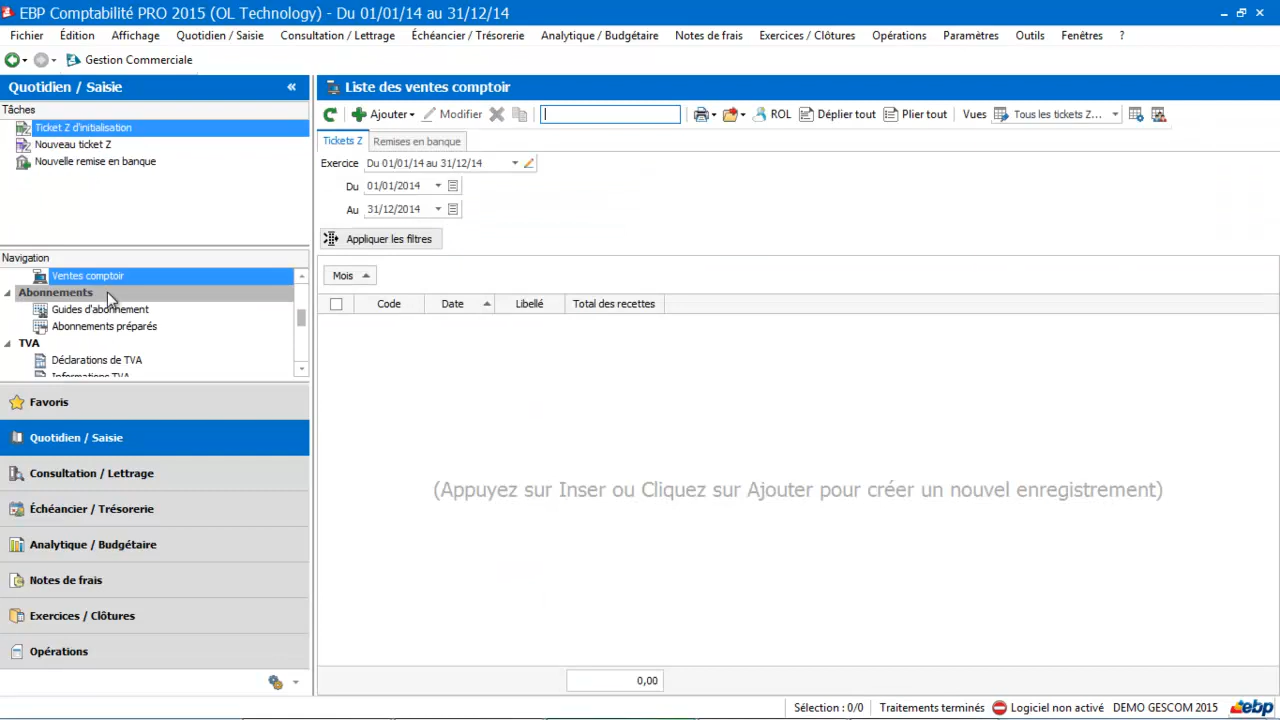 EBP Comptabilité PRO 2015 (OL Technology) - Du 01/01/14 au 31/12/14
Fichier Édition Affichage Quotidien / Saisie Consultation / Lettrage Échéancier / Trésorerie Analytique / Budgétaire Notes de frais Exercices / Clôtures Opérations Paramètres Outils Fenêtres ?
Gestion Commerciale
Quotidien / Saisie «
Tâches
Ticket Z d'initialisation
Nouveau ticket Z
Nouvelle remise en banque
Navigation
Ventes comptoir
Abonnements
Guides d'abonnement
Abonnements préparés
TVA
Déclarations de TVA
Informations TVA
Favoris
Quotidien / Saisie
Consultation / Lettrage
Échéancier / Trésorerie
Analytique / Budgétaire
Notes de frais
Exercices / Clôtures
Opérations
Liste des ventes comptoir
Ajouter Modifier ROL Déplier tout Plier tout Vues Tous les tickets Z...
Tickets Z Remises en banque
Exercice Du 01/01/14 au 31/12/14
Du 01/01/2014
Au 31/12/2014
Appliquer les filtres
Mois
Code Date Libellé Total des recettes
(Appuyez sur Inser ou Cliquez sur Ajouter pour créer un nouvel enregistrement)
0,00
Sélection : 0/0 Traitements terminés Logiciel non activé DEMO GESCOM 2015 ebp